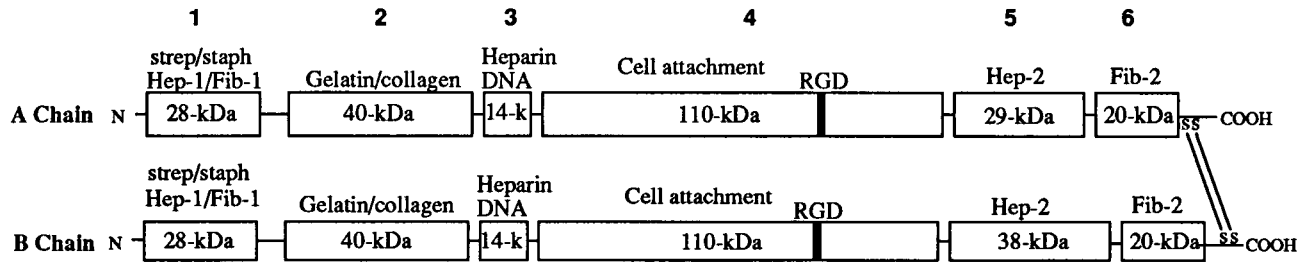 1 2 3 4 5 6
strep/staph Heparin
Hep-1/Fib-1 Gelatin/collagen DNA Cell attachment RGD Hep-2 Fib-2
A Chain N 28-kDa 40-kDa 14-k 110-kDa 29-kDa 20-kDa COOH
ss
strep/staph Heparin
Hep-1/Fib-1 Gelatin/collagen DNA Cell attachment RGD Hep-2 Fib-2
B Chain N 28-kDa 40-kDa 14-k 110-kDa 38-kDa 20-kDa ss COOH